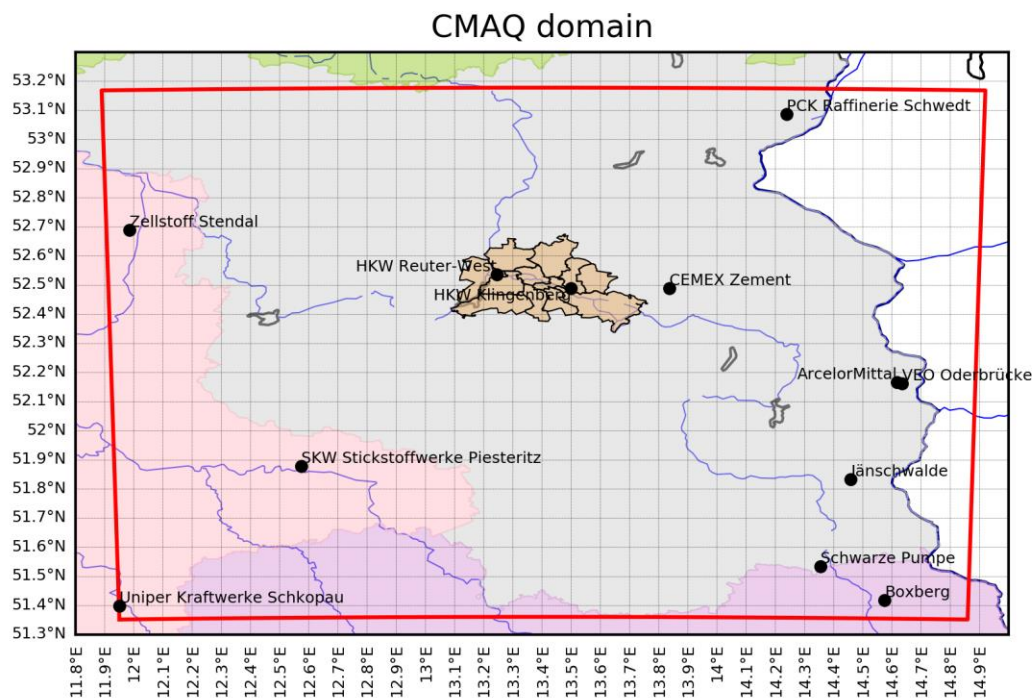 CMAQ domain
53.2°N
53.1°N
53°N
52.9°N
52.8°N
52.7°N
52.6°N
52.5°N
52.4°N
52.3°N
52.2°N
52.1°N
52°N
51.9°N
51.8°N
51.7°N
51.6°N
51.5°N
51.4°N
51.3°N
PCK Raffinerie Schwedt
Zellstoff Stendal
HKW Reuter-West
CEMEX Zement
HKW Klingenberg
ArcelorMittal
VEO Oderbrücke
SKW Stickstoffwerke Piesteritz
Jänschwalde
Schwarze Pumpe
Uniper Kraftwerke Schkopau
Boxberg
11.8°E
11.9°E
12°E
12.1°E
12.2°E
12.3°E
12.4°E
12.5°E
12.6°E
12.7°E
12.8°E
12.9°E
13°E
13.1°E
13.2°E
13.3°E
13.4°E
13.5°E
13.6°E
13.7°E
13.8°E
13.9°E
14°E
14.1°E
14.2°E
14.3°E
14.4°E
14.5°E
14.6°E
14.7°E
14.8°E
14.9°E